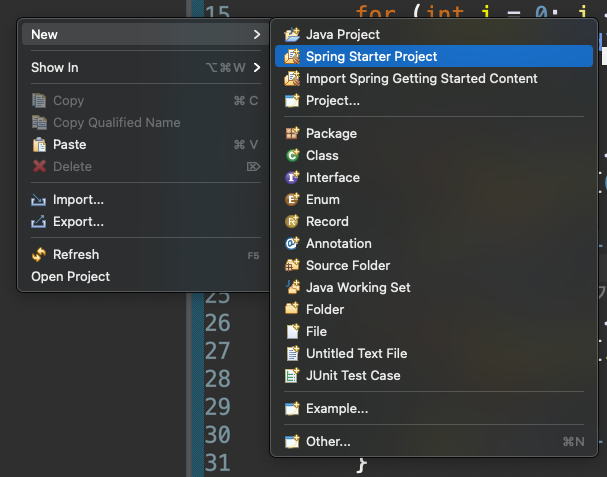 15 for (int i = 0; i
New
Show In ⌥⌘W
Copy ⌘ C
Copy Qualified Name
Paste ⌘ V
Delete ⌦
Import...
Export...
Refresh F5
Open Project
Java Project
Spring Starter Project
Import Spring Getting Started Content
Project...
Package
Class
Interface
Enum
Record
Annotation
Source Folder
Java Working Set
Folder
File
Untitled Text File
JUnit Test Case
Example...
Other... ⌘N
25
26
27
28
29
30
31 }